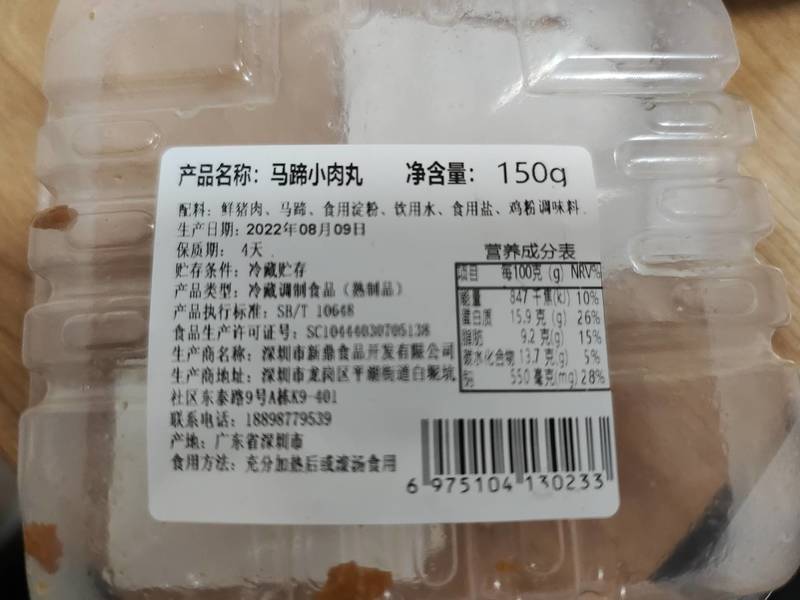 产品名称：马蹄小肉丸 净含量：150g
配料：鲜猪肉、马蹄、食用淀粉、饮用水、食用盐、鸡粉调味料.
生产日期：2022年08月09日
保质期：4天
贮存条件：冷藏贮存
产品类型：冷藏调制食品（熟制品）
产品执行标准：SB/T 10648
食品生产许可证号：SC10444030705138
生产商名称：深圳市新鼎食品开发有限公司
生产商地址：深圳市龙岗区平湖街道白坭坑
社区东泰路9号A栋K9-401
联系电话：18898779539
产地：广东省深圳市
食用方法：充分加热后或滚汤食用
营养成分表
项目 每100克(g) NRV%
能量 847 千焦(kJ) 10%
蛋白质 15.9 克(g) 26%
脂肪 9.2 克(g) 15%
碳水化合物 13.7 克(g) 5%
钠 550 毫克(mg) 28%
6 975104 130233